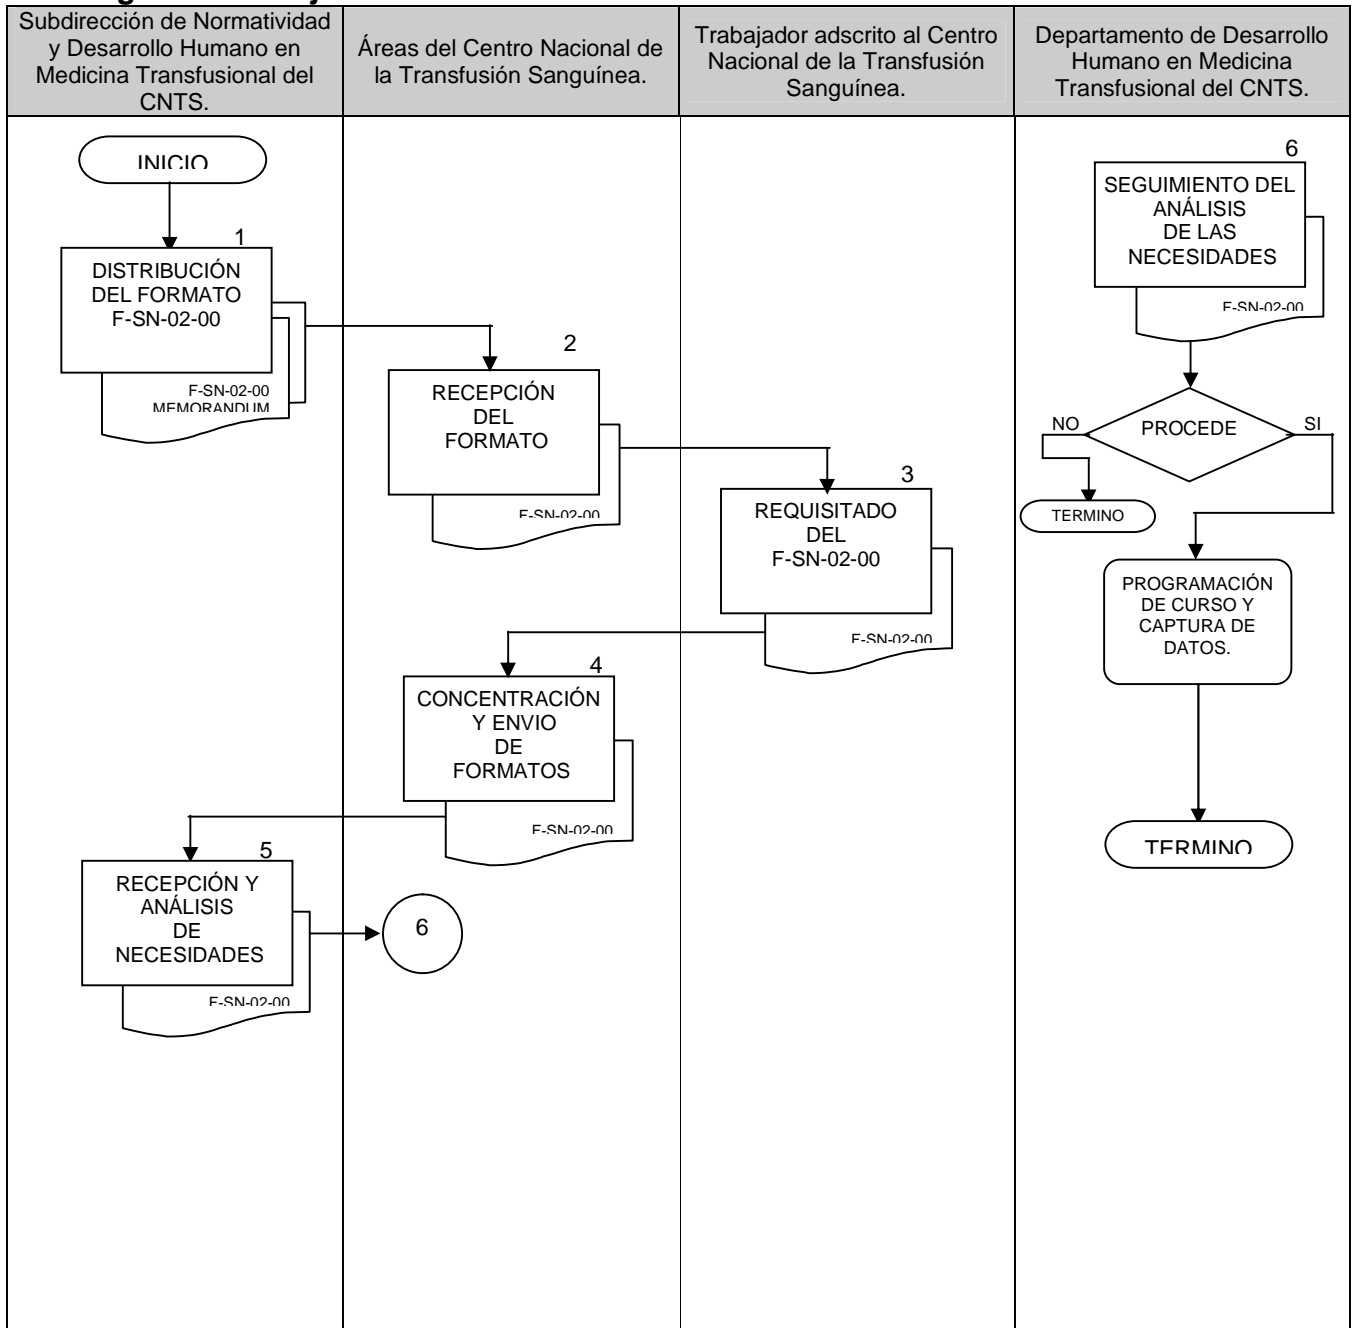 Subdirección de Normatividad
y Desarrollo Humano en
Medicina Transfusional del
CNTS.
Áreas del Centro Nacional de
la Transfusión Sanguínea.
Trabajador adscrito al Centro
Nacional de la Transfusión
Sanguínea.
Departamento de Desarrollo
Humano en Medicina
Transfusional del CNTS.
INICIO
1
DISTRIBUCIÓN
DEL FORMATO
F-SN-02-00
F-SN-02-00
MEMORANDUM
2
RECEPCIÓN
DEL
FORMATO
F-SN-02-00
3
REQUISITADO
DEL
F-SN-02-00
F-SN-02-00
4
CONCENTRACIÓN
Y ENVIO
DE
FORMATOS
F-SN-02-00
5
RECEPCIÓN Y
ANÁLISIS
DE
NECESIDADES
F-SN-02-00
6
6
SEGUIMIENTO DEL
ANÁLISIS
DE LAS
NECESIDADES
F-SN-02-00
NO
PROCEDE
SI
TERMINO
PROGRAMACIÓN
DE CURSO Y
CAPTURA DE
DATOS.
TERMINO